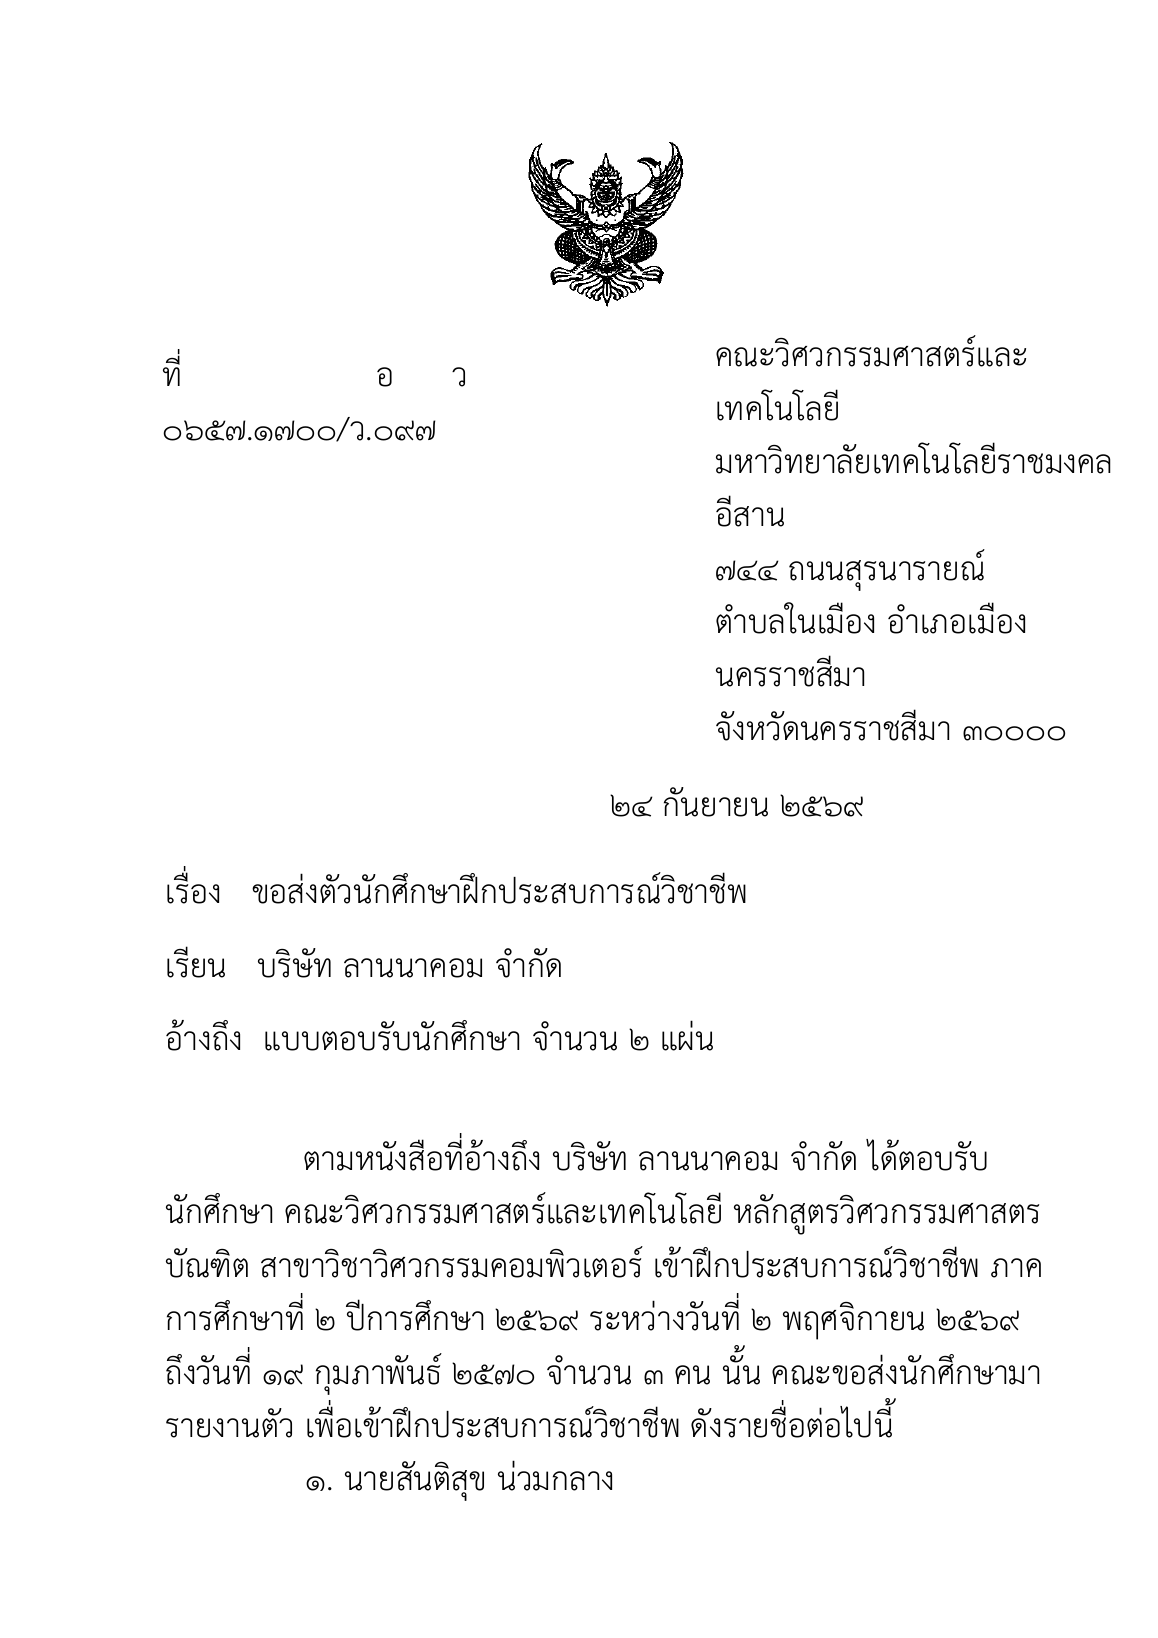 ที่ อ ว
๐๖๕๗.๑๗๐๐/ว.๐๙๗
คณะวิศวกรรมศาสตร์และ
เทคโนโลยี
มหาวิทยาลัยเทคโนโลยีราชมงคล
อีสาน
๗๔๔ ถนนสุรนารายณ์
ตำบลในเมือง อำเภอเมือง
นครราชสีมา
จังหวัดนครราชสีมา ๓๐๐๐๐
๒๔ กันยายน ๒๕๖๙
เรื่อง ขอส่งตัวนักศึกษาฝึกประสบการณ์วิชาชีพ
เรียน บริษัท ลานนาคอม จำกัด
อ้างถึง แบบตอบรับนักศึกษา จำนวน ๒ แผ่น
ตามหนังสือที่อ้างถึง บริษัท ลานนาคอม จำกัด ได้ตอบรับ
นักศึกษา คณะวิศวกรรมศาสตร์และเทคโนโลยี หลักสูตรวิศวกรรมศาสตร
บัณฑิต สาขาวิชาวิศวกรรมคอมพิวเตอร์ เข้าฝึกประสบการณ์วิชาชีพ ภาค
การศึกษาที่ ๒ ปีการศึกษา ๒๕๖๙ ระหว่างวันที่ ๒ พฤศจิกายน ๒๕๖๙
ถึงวันที่ ๑๙ กุมภาพันธ์ ๒๕๗๐ จำนวน ๓ คน นั้น คณะขอส่งนักศึกษามา
รายงานตัว เพื่อเข้าฝึกประสบการณ์วิชาชีพ ดังรายชื่อต่อไปนี้
๑. นายสันติสุข น่วมกลาง